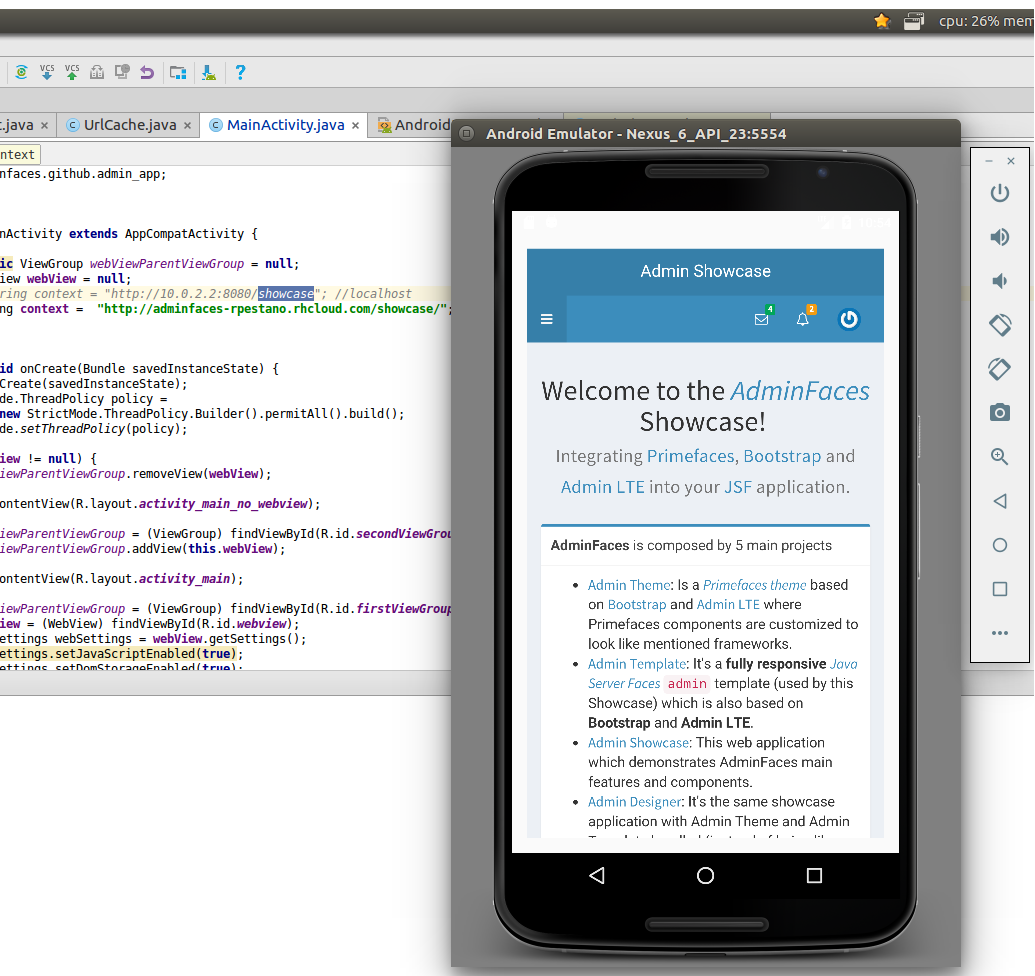 cpu: 26% mem
VCS VCS ?
.java × UrlCache.java × MainActivity.java × Android
ntext
nfaces.github.admin_app;
nActivity extends AppCompatActivity {
ic ViewGroup webViewParentViewGroup = null;
iew webView = null;
ring context = "http://10.0.2.2:8080/showcase"; //localhost
ng context =  "http://adminfaces-rpestano.rhcloud.com/showcase/";
id onCreate(Bundle savedInstanceState) {
Create(savedInstanceState);
de.ThreadPolicy policy =
new StrictMode.ThreadPolicy.Builder().permitAll().build();
de.setThreadPolicy(policy);
iew != null) {
iewParentViewGroup.removeView(webView);
ontentView(R.layout.activity_main_no_webview);
iewParentViewGroup = (ViewGroup) findViewById(R.id.secondViewGrou
iewParentViewGroup.addView(this.webView);
ontentView(R.layout.activity_main);
iewParentViewGroup = (ViewGroup) findViewById(R.id.firstViewGroup
iew = (WebView) findViewById(R.id.webview);
ettings webSettings = webView.getSettings();
ettings.setJavaScriptEnabled(true);
ettings.setDomStorageEnabled(true);
Android Emulator - Nexus_6_API_23:5554
Admin Showcase
4 2
Welcome to the AdminFaces
Showcase!
Integrating Primefaces, Bootstrap and
Admin LTE into your JSF application.
AdminFaces is composed by 5 main projects
• Admin Theme: Is a Primefaces theme based
on Bootstrap and Admin LTE where
Primefaces components are customized to
look like mentioned frameworks.
• Admin Template: It's a fully responsive Java
Server Faces admin template (used by this
Showcase) which is also based on
Bootstrap and Admin LTE.
• Admin Showcase: This web application
which demonstrates AdminFaces main
features and components.
• Admin Designer: It's the same showcase
application with Admin Theme and Admin